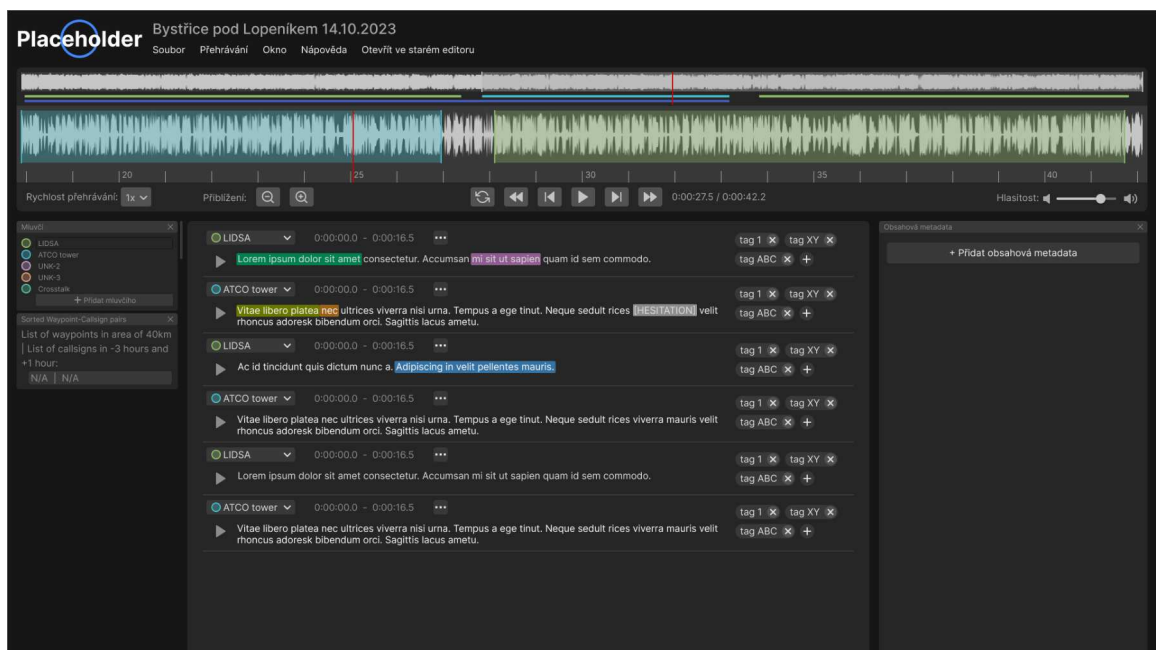 Placeholder
Bystřice pod Lopeníkem 14.10.2023
Soubor Přehrávání Okno Nápověda Otevřít ve starém editoru
20 25 30 35 40
Rychlost přehrávání: 1x Přiblížení: 0:00:27.5 / 0:00:42.2 Hlasitost:
Mluvčí
LIDSA
ATCO tower
UNK-2
UNK-3
Crosstalk
+ Přidat mluvčího
Sorted Waypoint-Callsign pairs
List of waypoints in area of 40km
| List of callsigns in -3 hours and
+1 hour:
N/A | N/A
LIDSA 0:00:00.0 - 0:00:16.5
tag 1 tag XY
Lorem ipsum dolor sit amet consectetur. Accumsan mi sit ut sapien quam id sem commodo.
tag ABC
ATCO tower 0:00:00.0 - 0:00:16.5
tag 1 tag XY
Vitae libero platea nec ultrices viverra nisi urna. Tempus a ege tinut. Neque sedult rices [HESITATION] velit
rhoncus adoresk bibendum orci. Sagittis lacus ametu.
tag ABC
LIDSA 0:00:00.0 - 0:00:16.5
tag 1 tag XY
Ac id tincidunt quis dictum nunc a. Adipiscing in velit pellentes mauris.
tag ABC
ATCO tower 0:00:00.0 - 0:00:16.5
tag 1 tag XY
Vitae libero platea nec ultrices viverra nisi urna. Tempus a ege tinut. Neque sedult rices viverra mauris velit
rhoncus adoresk bibendum orci. Sagittis lacus ametu.
tag ABC
LIDSA 0:00:00.0 - 0:00:16.5
tag 1 tag XY
Lorem ipsum dolor sit amet consectetur. Accumsan mi sit ut sapien quam id sem commodo.
tag ABC
ATCO tower 0:00:00.0 - 0:00:16.5
tag 1 tag XY
Vitae libero platea nec ultrices viverra nisi urna. Tempus a ege tinut. Neque sedult rices viverra mauris velit
rhoncus adoresk bibendum orci. Sagittis lacus ametu.
tag ABC
Obsahová metadata
+ Přidat obsahová metadata